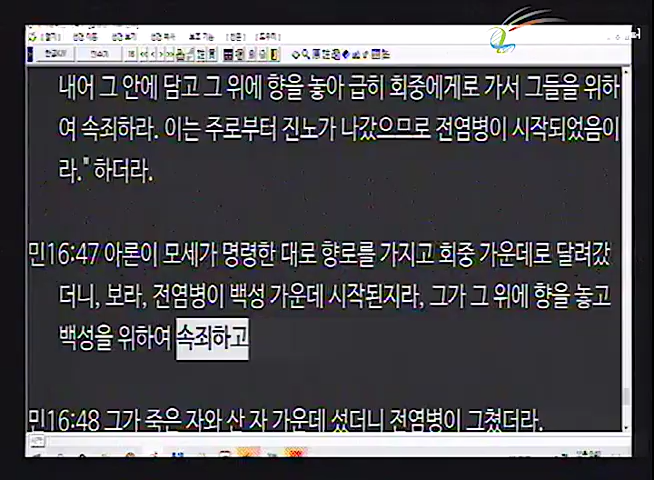 내어 그 안에 담고 그 위에 향을 놓아 급히 회중에게로 가서 그들을 위하
여 속죄하라. 이는 주로부터 진노가 나갔으므로 전염병이 시작되었음이
라." 하더라.
민16:47 아론이 모세가 명령한 대로 향로를 가지고 회중 가운데로 달려갔
더니, 보라, 전염병이 백성 가운데 시작된지라, 그가 그 위에 향을 놓고
백성을 위하여 속죄하고
민16:48 그가 죽은 자와 산 자 가운데 섰더니 전염병이 그쳤더라.